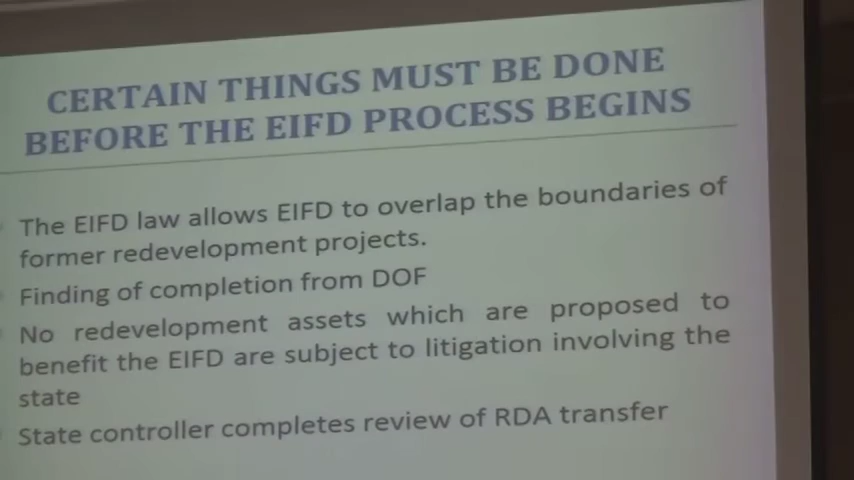 CERTAIN THINGS MUST BE DONE
BEFORE THE EIFD PROCESS BEGINS
The EIFD law allows EIFD to overlap the boundaries of
former redevelopment projects.
Finding of completion from DOF
No redevelopment assets which are proposed to
benefit the EIFD are subject to litigation involving the
state
State controller completes review of RDA transfer